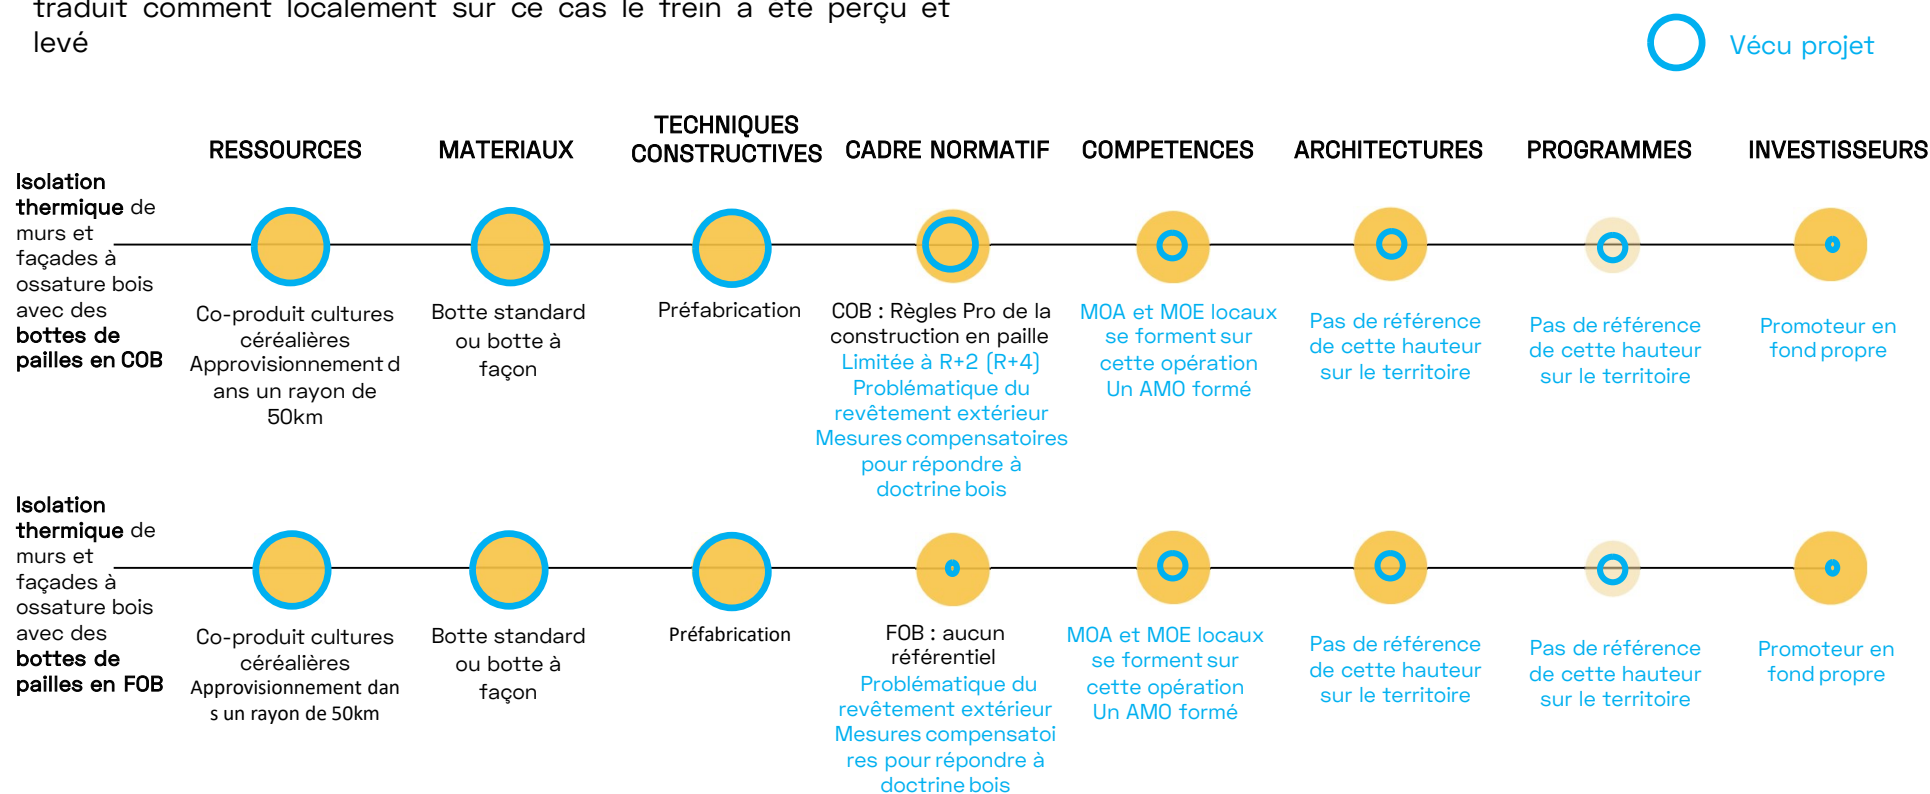 traduit comment localement sur ce cas le frein a été perçu et
levé
Vécu projet
RESSOURCES
MATERIAUX
TECHNIQUES
CONSTRUCTIVES
CADRE NORMATIF
COMPETENCES
ARCHITECTURES
PROGRAMMES
INVESTISSEURS
Isolation
thermique de
murs et
façades à
ossature bois
avec des
bottes de
pailles en COB
Co-produit cultures
céréalières
Approvisionnement d
ans un rayon de
50km
Botte standard
ou botte à
façon
Préfabrication
COB : Règles Pro de la
construction en paille
Limitée à R+2 (R+4)
Problématique du
revêtement extérieur
Mesures compensatoires
pour répondre à
doctrine bois
MOA et MOE locaux
se forment sur
cette opération
Un AMO formé
Pas de référence
de cette hauteur
sur le territoire
Pas de référence
de cette hauteur
sur le territoire
Promoteur en
fond propre
Isolation
thermique de
murs et
façades à
ossature bois
avec des
bottes de
pailles en FOB
Co-produit cultures
céréalières
Approvisionnement dan
s un rayon de 50km
Botte standard
ou botte à
façon
Préfabrication
FOB : aucun
référentiel
Problématique du
revêtement extérieur
Mesures compensatoi
res pour répondre à
doctrine bois
MOA et MOE locaux
se forment sur
cette opération
Un AMO formé
Pas de référence
de cette hauteur
sur le territoire
Pas de référence
de cette hauteur
sur le territoire
Promoteur en
fond propre